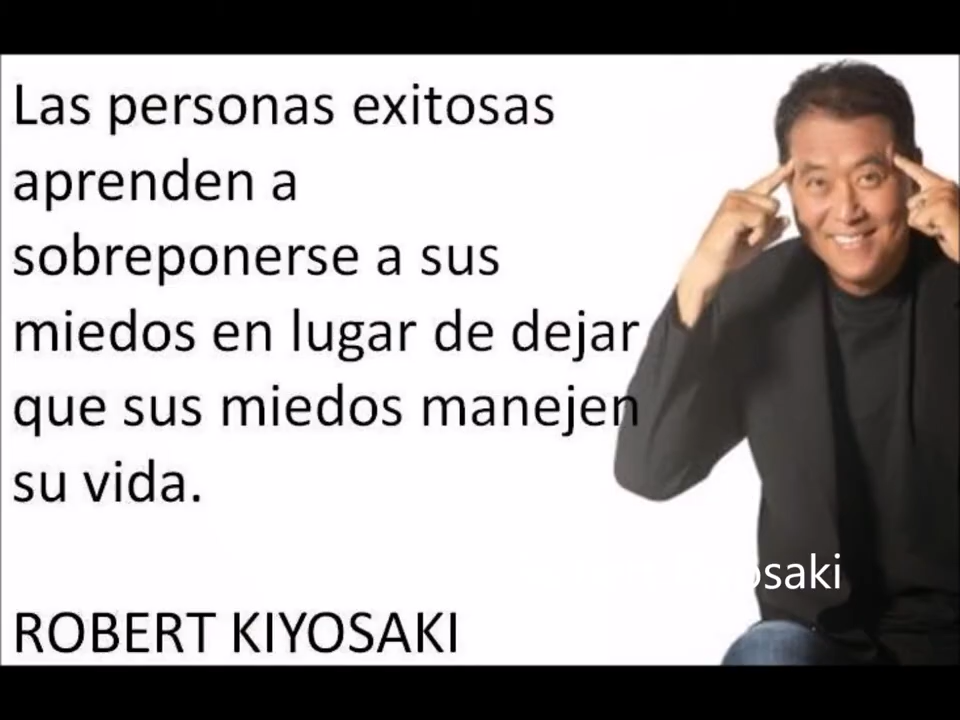 Las personas exitosas
aprenden a
sobreponerse a sus
miedos en lugar de dejar
que sus miedos manejen
su vida.
osaki
ROBERT KIYOSAKI